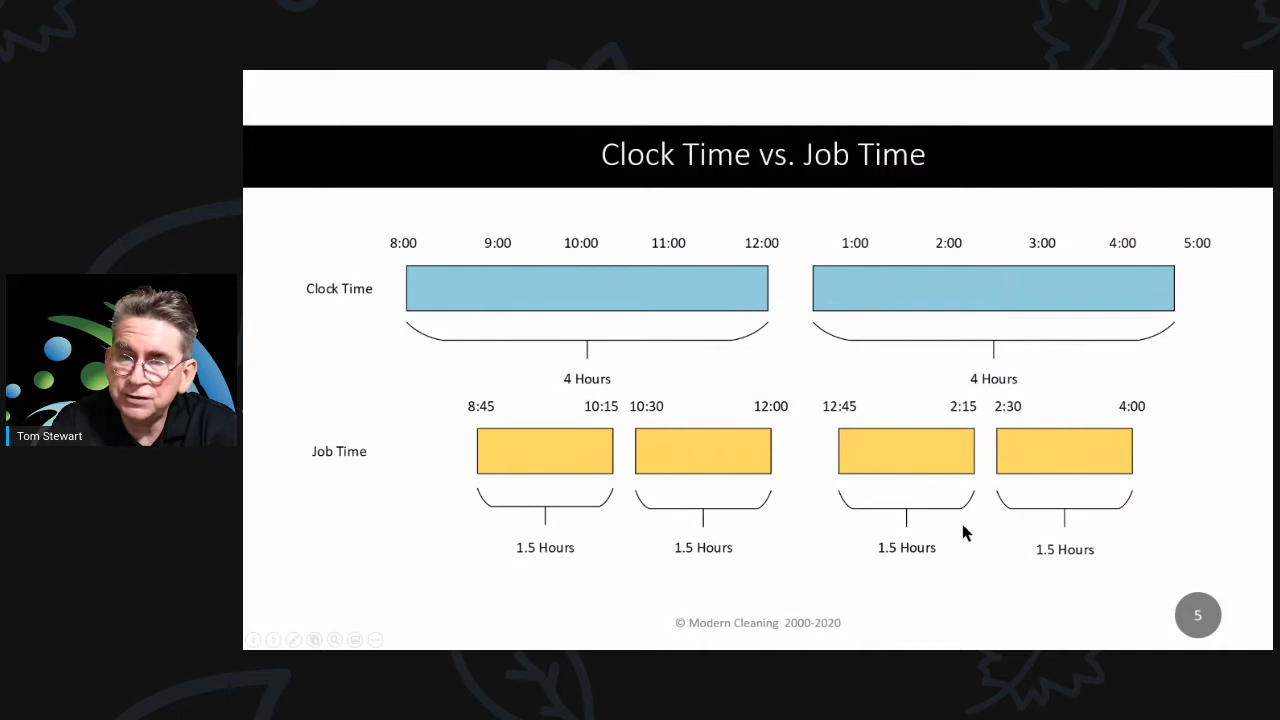 Clock Time vs. Job Time
8:00 9:00 10:00 11:00 12:00 1:00 2:00 3:00 4:00 5:00
Clock Time
4 Hours 4 Hours
8:45 10:15 10:30 12:00 12:45 2:15 2:30 4:00
Job Time
1.5 Hours 1.5 Hours 1.5 Hours 1.5 Hours
© Modern Cleaning 2000-2020
5
Tom Stewart